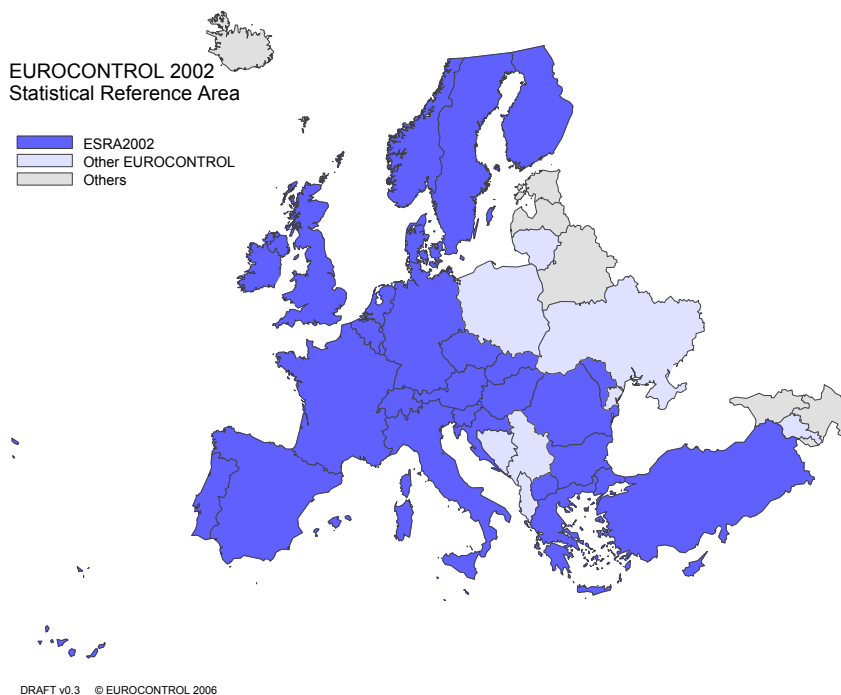 EUROCONTROL 2002
Statistical Reference Area
ESRA2002
Other EUROCONTROL
Others
DRAFT v0.3 © EUROCONTROL 2006